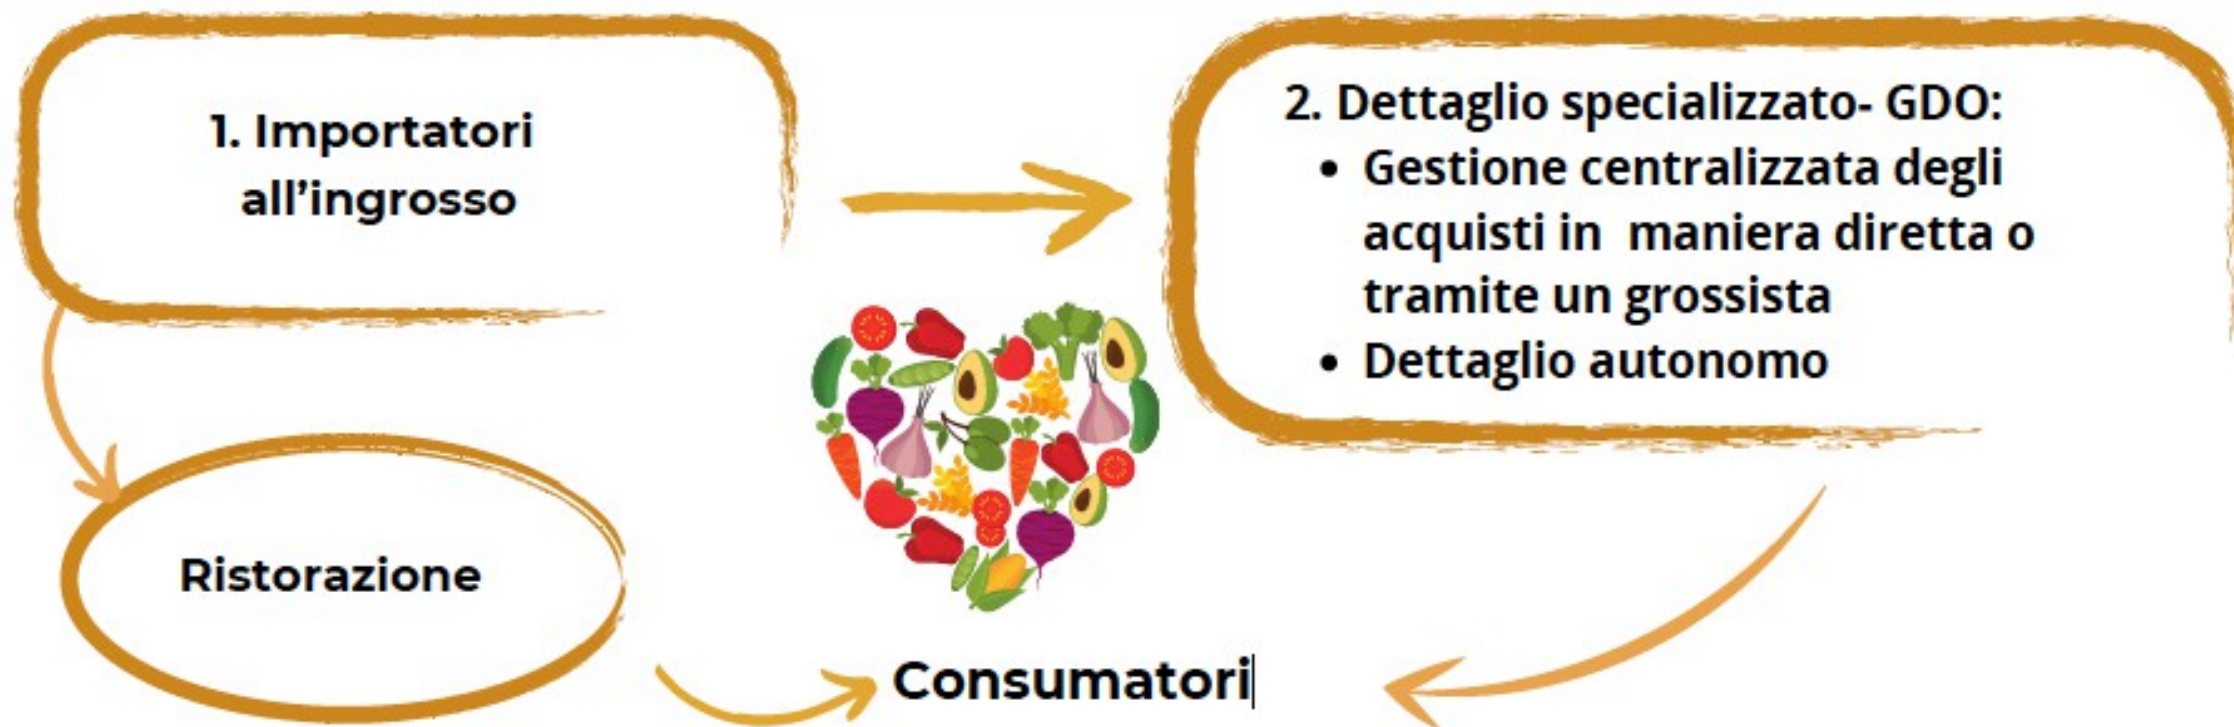 1. Importatori
all’ingrosso
2. Dettaglio specializzato- GDO:
• Gestione centralizzata degli
acquisti in  maniera diretta o
tramite un grossista
• Dettaglio autonomo
Ristorazione
Consumatori